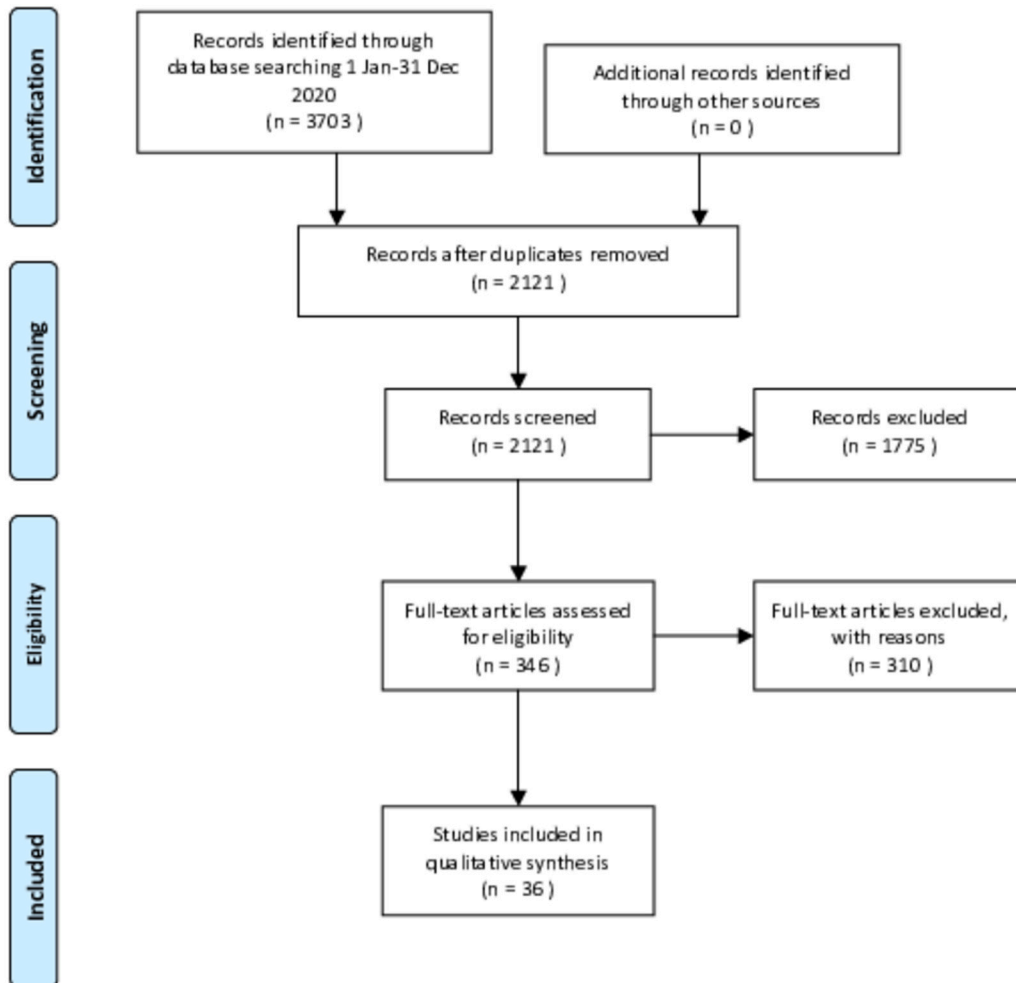 Identification
Records identified through
database searching 1 Jan-31 Dec
2020
(n = 3703 )
Additional records identified
through other sources
(n = 0 )
Records after duplicates removed
(n = 2121 )
Screening
Records screened
(n = 2121 )
Records excluded
(n = 1775 )
Eligibility
Full-text articles assessed
for eligibility
(n = 346 )
Full-text articles excluded,
with reasons
(n = 310 )
Included
Studies included in
qualitative synthesis
(n = 36 )